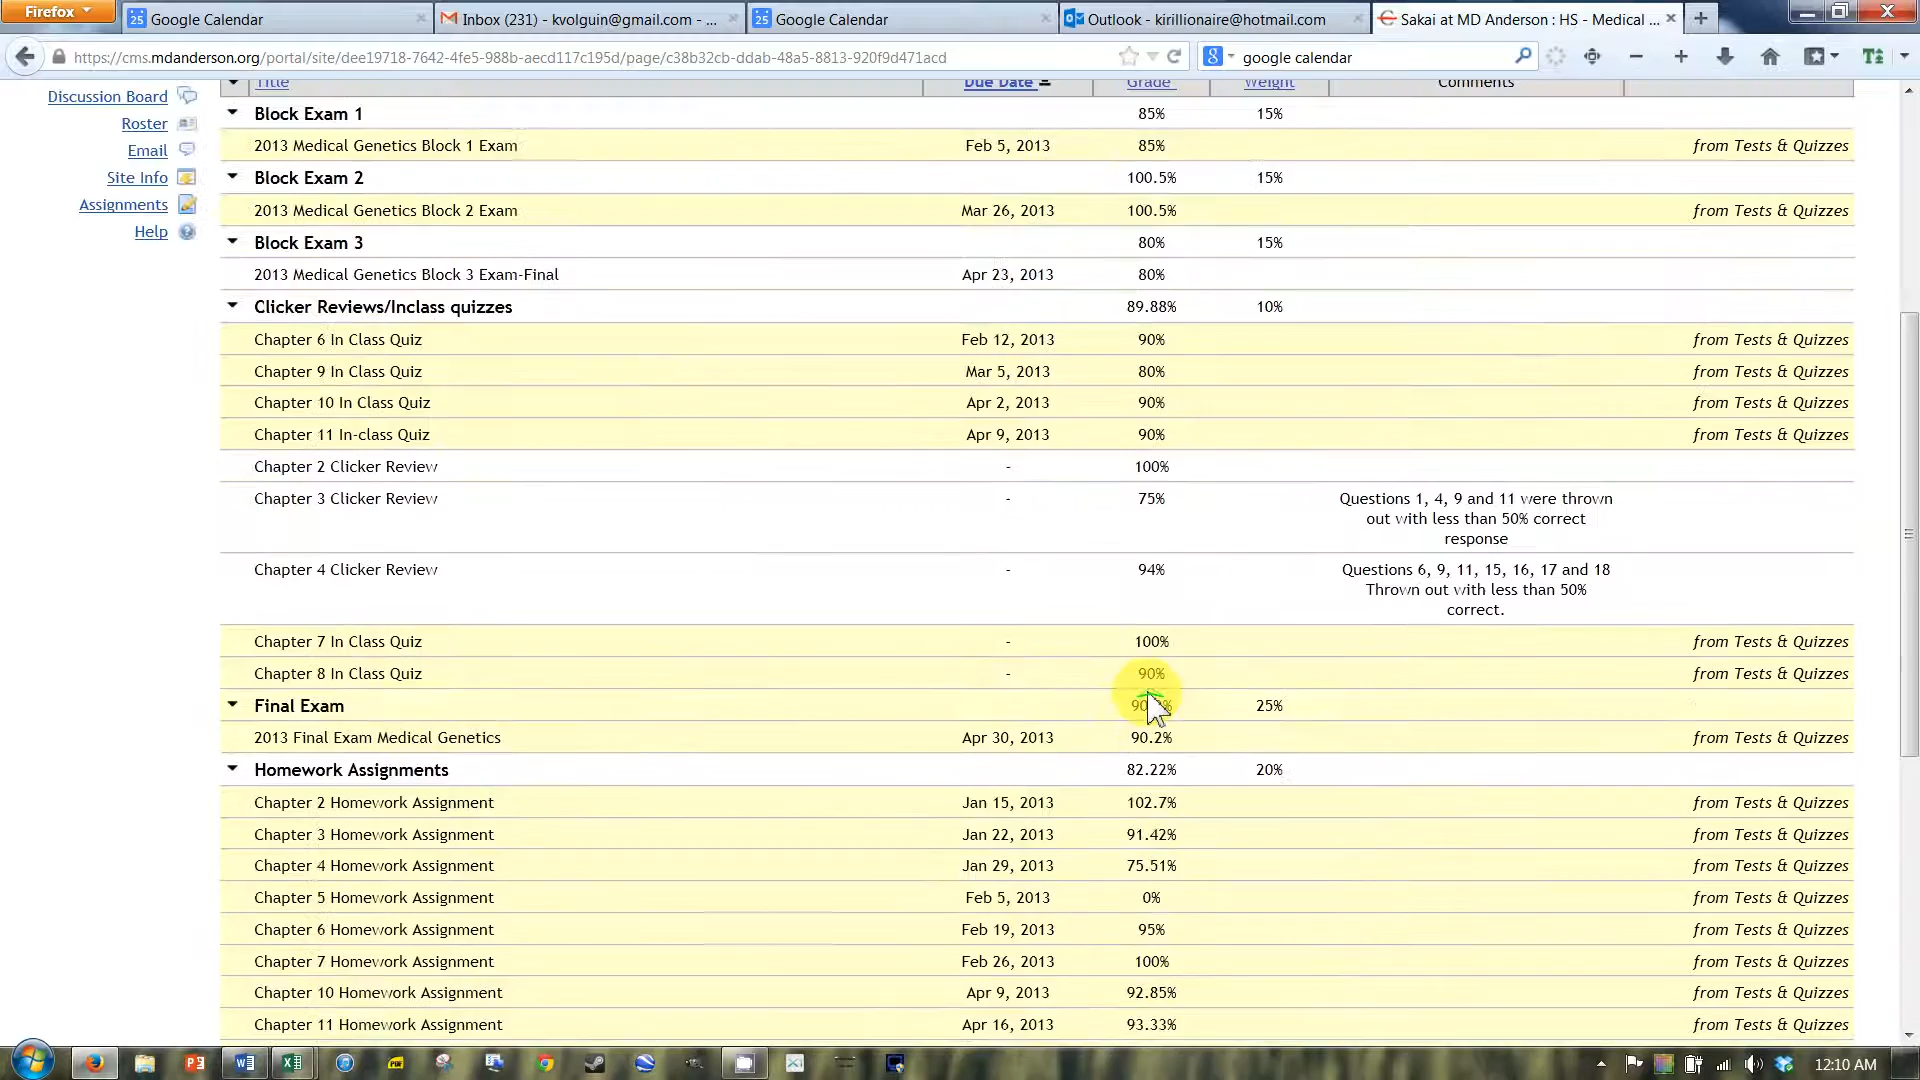 Firefox
25 Google Calendar
Inbox (231) - kvolguin@gmail.com - ...
25 Google Calendar
Outlook - kirillionaire@hotmail.com
Sakai at MD Anderson : HS - Medical ...
https://cms.mdanderson.org/portal/site/dee19718-7642-4fe5-988b-aecd117c195d/page/c38b32cb-ddab-48a5-8813-920f9d471acd
google calendar
Discussion Board
Roster
Email
Site Info
Assignments
Help
Title Due Date Grade Weight Comments
Block Exam 1 85% 15%
2013 Medical Genetics Block 1 Exam Feb 5, 2013 85% from Tests & Quizzes
Block Exam 2 100.5% 15%
2013 Medical Genetics Block 2 Exam Mar 26, 2013 100.5% from Tests & Quizzes
Block Exam 3 80% 15%
2013 Medical Genetics Block 3 Exam-Final Apr 23, 2013 80%
Clicker Reviews/Inclass quizzes 89.88% 10%
Chapter 6 In Class Quiz Feb 12, 2013 90% from Tests & Quizzes
Chapter 9 In Class Quiz Mar 5, 2013 80% from Tests & Quizzes
Chapter 10 In Class Quiz Apr 2, 2013 90% from Tests & Quizzes
Chapter 11 In-class Quiz Apr 9, 2013 90% from Tests & Quizzes
Chapter 2 Clicker Review - 100%
Chapter 3 Clicker Review - 75% Questions 1, 4, 9 and 11 were thrown
out with less than 50% correct
response
Chapter 4 Clicker Review - 94% Questions 6, 9, 11, 15, 16, 17 and 18
Thrown out with less than 50%
correct.
Chapter 7 In Class Quiz - 100% from Tests & Quizzes
Chapter 8 In Class Quiz - 90% from Tests & Quizzes
Final Exam 25%
2013 Final Exam Medical Genetics Apr 30, 2013 90.2% from Tests & Quizzes
Homework Assignments 82.22% 20%
Chapter 2 Homework Assignment Jan 15, 2013 102.7% from Tests & Quizzes
Chapter 3 Homework Assignment Jan 22, 2013 91.42% from Tests & Quizzes
Chapter 4 Homework Assignment Jan 29, 2013 75.51% from Tests & Quizzes
Chapter 5 Homework Assignment Feb 5, 2013 0% from Tests & Quizzes
Chapter 6 Homework Assignment Feb 19, 2013 95% from Tests & Quizzes
Chapter 7 Homework Assignment Feb 26, 2013 100% from Tests & Quizzes
Chapter 10 Homework Assignment Apr 9, 2013 92.85% from Tests & Quizzes
Chapter 11 Homework Assignment Apr 16, 2013 93.33% from Tests & Quizzes
12:10 AM